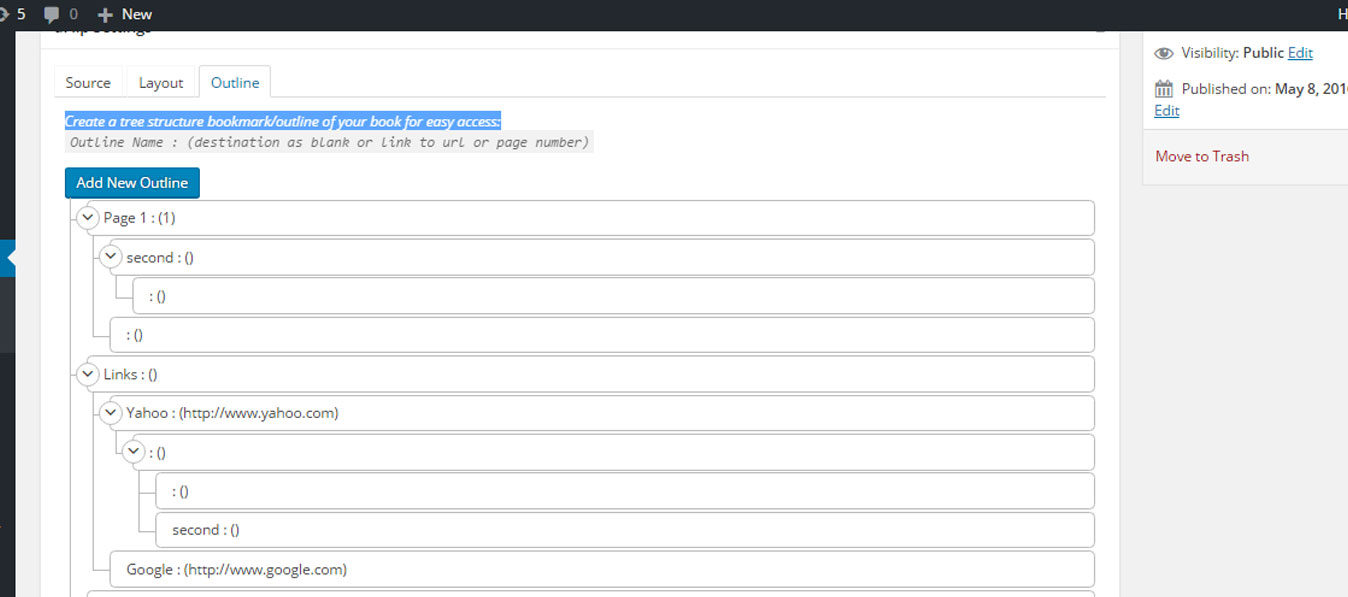 5 0 New
H
Source Layout Outline
Create a tree structure bookmark/outline of your book for easy access:
Outline Name : (destination as blank or link to url or page number)
Add New Outline
Page 1 : (1)
second : ()
: ()
: ()
Links : ()
Yahoo : (http://www.yahoo.com)
: ()
: ()
second : ()
Google : (http://www.google.com)
Visibility: Public Edit
Published on: May 8, 201
Edit
Move to Trash